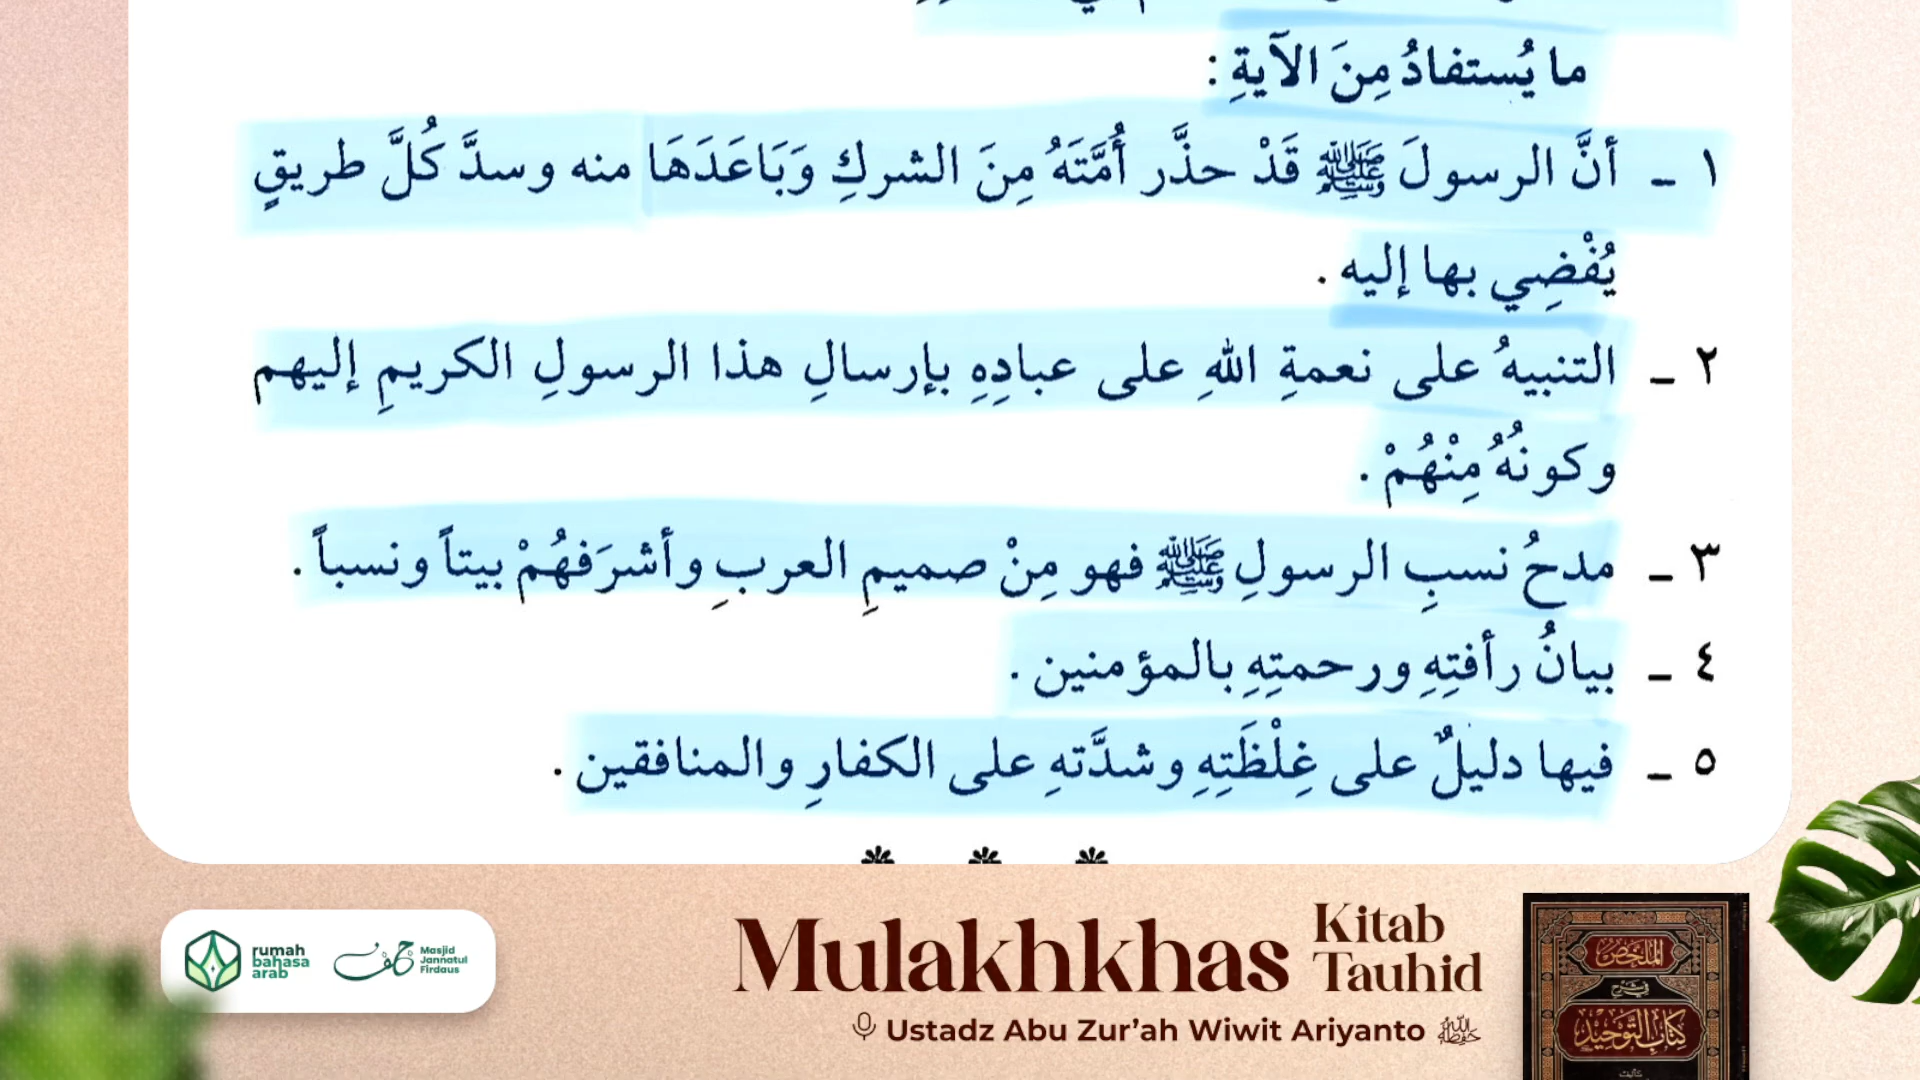 ما يُستفادُ مِنَ الآيةِ :
١ ـ أنَّ الرسولَ ﷺ قَدْ حذَّر أُمَّتَهُ مِنَ الشركِ وَبَاعَدَهَا منه وسدَّ كُلَّ طريقٍ
يُفْضِي بها إليه .
٢ ـ التنبيهُ على نعمةِ اللهِ على عبادِهِ بإرسالِ هذا الرسولِ الكريمِ إليهم
وكونُهُ مِنْهُمْ .
٣ ـ مدحُ نسبِ الرسولِ ﷺ فهو مِنْ صميمِ العربِ وأشرَفهُمْ بيتاً ونسباً .
٤ ـ بيانُ رأفتِهِ ورحمتِهِ بالمؤمنين .
٥ ـ فيها دليلٌ على غِلْظَتِهِ وشدَّتهِ على الكفارِ والمنافقين .
* * *
rumah
bahasa
arab
Masjid
Jannatul
Firdaus
Mulakhkhas
Kitab
Tauhid
Ustadz Abu Zur’ah Wiwit Ariyanto حفظه الله
الملخص
في شرح
كتاب التوحيد
تأليف